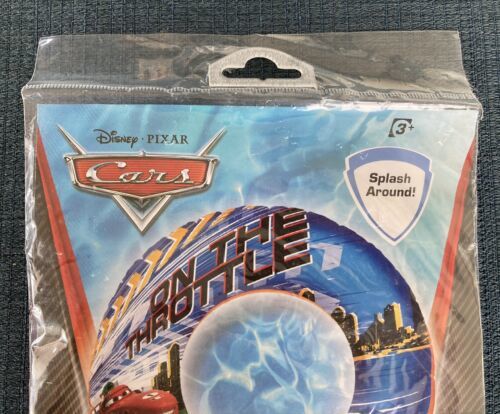 Disney · PIXAR
Cars
3+
Splash
Around!
ON THE
THROTTLE